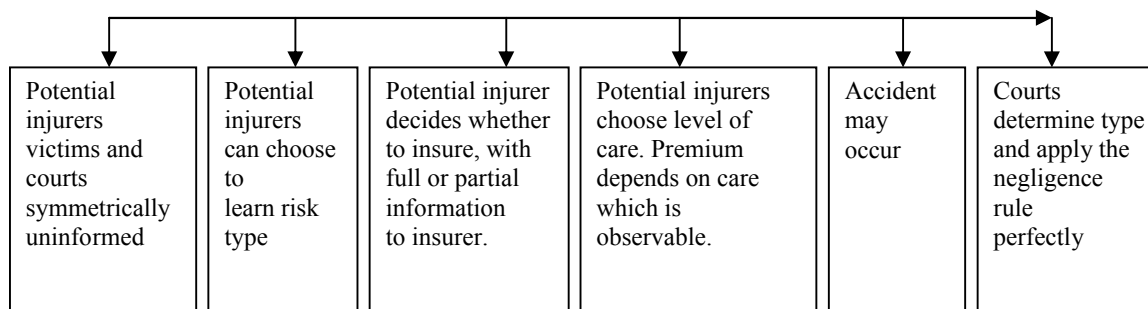 Potential
injurers
victims and
courts
symmetrically
uninformed
Potential
injurers
can choose
to
learn risk
type
Potential injurer
decides whether
to insure, with
full or partial
information
to insurer.
Potential injurers
choose level of
care. Premium
depends on care
which is
observable.
Accident
may
occur
Courts
determine type
and apply the
negligence
rule
perfectly